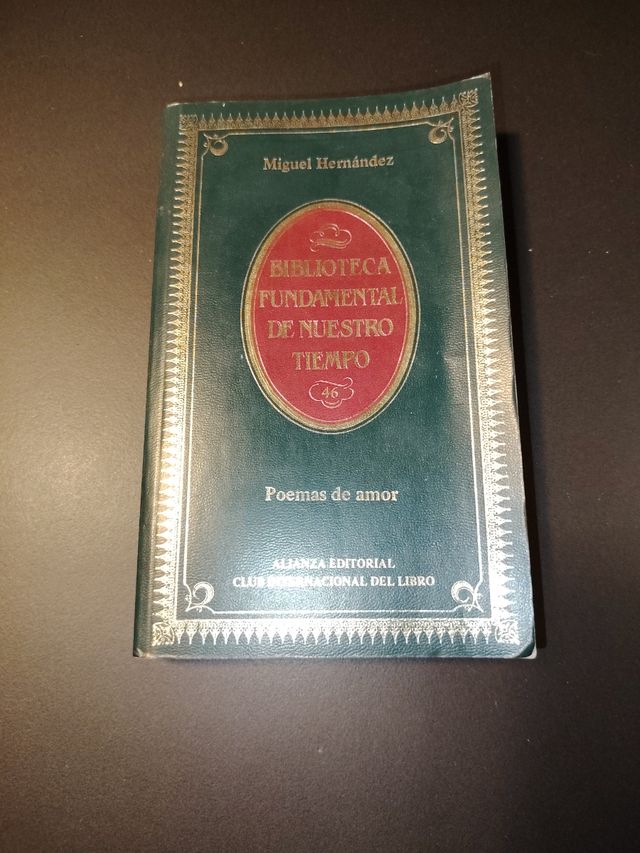 Miguel Hernández
BIBLIOTECA
FUNDAMENTAL
DE NUESTRO
TIEMPO
46
Poemas de amor
ALIANZA EDITORIAL
CLUB INTERNACIONAL DEL LIBRO